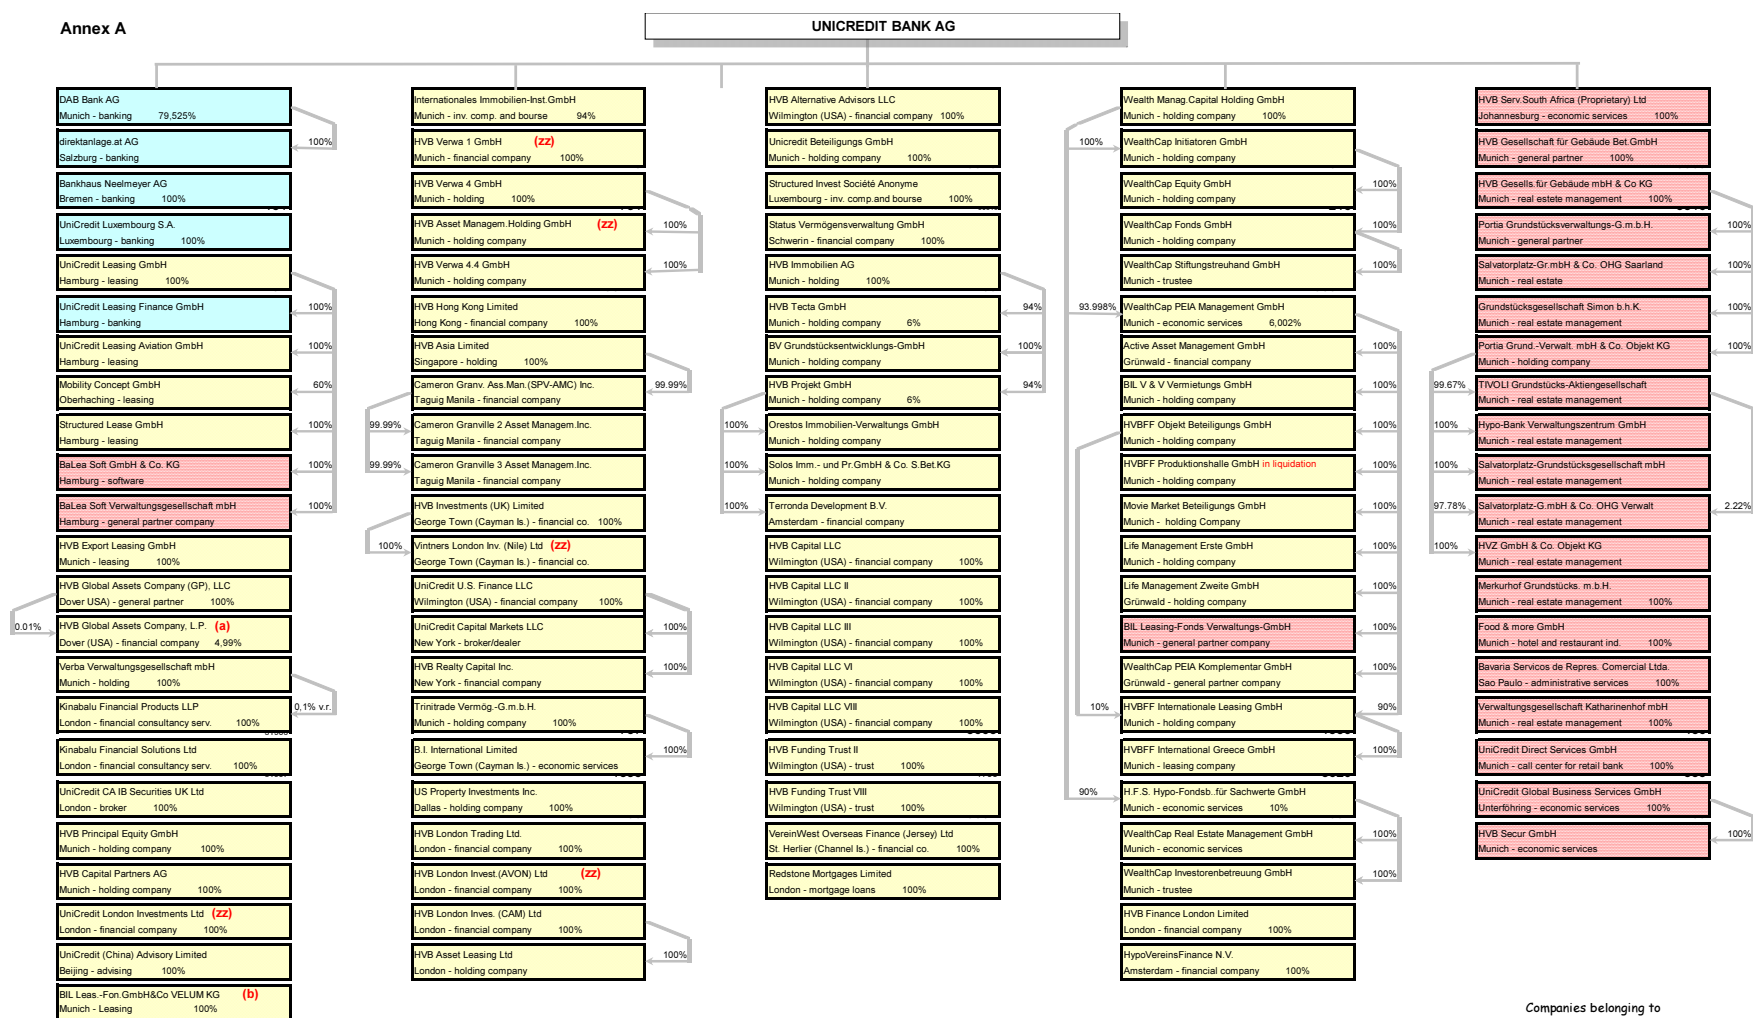 Annex A
UNICREDIT BANK AG
DAB Bank AG
Munich - banking 79,525%
100%
direktanlage.at AG
Salzburg - banking
Bankhaus Neelmeyer AG
Bremen - banking 100%
UniCredit Luxembourg S.A.
Luxembourg - banking 100%
UniCredit Leasing GmbH
Hamburg - leasing 100%
UniCredit Leasing Finance GmbH
100%
Hamburg - banking
UniCredit Leasing Aviation GmbH
100%
Hamburg - leasing
Mobility Concept GmbH
60%
Oberhaching - leasing
Structured Lease GmbH
100%
Hamburg - leasing
BaLea Soft GmbH & Co. KG
100%
Hamburg - software
BaLea Soft Verwaltungsgesellschaft mbH
100%
Hamburg - general partner company
HVB Export Leasing GmbH
Munich - leasing 100%
HVB Global Assets Company (GP), LLC
Dover USA) - general partner 100%
0.01%
HVB Global Assets Company, L.P. (a)
Dover (USA) - financial company 4,99%
Verba Verwaltungsgesellschaft mbH
Munich - holding 100%
Kinabalu Financial Products LLP
0,1% v.r.
London - financial consultancy serv. 100%
Kinabalu Financial Solutions Ltd
London - financial consultancy serv. 100%
UniCredit CA IB Securities UK Ltd
London - broker 100%
HVB Principal Equity GmbH
Munich - holding company 100%
HVB Capital Partners AG
Munich - holding company 100%
UniCredit London Investments Ltd (zz)
London - financial company 100%
UniCredit (China) Advisory Limited
Beijing - advising 100%
BIL Leas.-Fon.GmbH&Co VELUM KG (b)
Munich - Leasing 100%
Internationales Immobilien-Inst.GmbH
Munich - inv. comp. and bourse 94%
HVB Verwa 1 GmbH (zz)
Munich - financial company 100%
HVB Verwa 4 GmbH
Munich - holding 100%
HVB Asset Managem.Holding GmbH (zz)
100%
Munich - holding company
HVB Verwa 4.4 GmbH
100%
Munich - holding company
HVB Hong Kong Limited
Hong Kong - financial company 100%
HVB Asia Limited
Singapore - holding 100%
Cameron Granv. Ass.Man.(SPV-AMC) Inc.
99.99%
Taguig Manila - financial company
99.99%
Cameron Granville 2 Asset Managem.Inc.
Taguig Manila - financial company
99.99%
Cameron Granville 3 Asset Managem.Inc.
Taguig Manila - financial company
HVB Investments (UK) Limited
George Town (Cayman Is.) - financial co. 100%
100%
Vintners London Inv. (Nile) Ltd (zz)
George Town (Cayman Is.) - financial co.
UniCredit U.S. Finance LLC
Wilmington (USA) - financial company 100%
UniCredit Capital Markets LLC
100%
New York - broker/dealer
HVB Realty Capital Inc.
100%
New York - financial company
Trinitrade Vermög.-G.m.b.H.
Munich - holding company 100%
B.I. International Limited
100%
George Town (Cayman Is.) - economic services
US Property Investments Inc.
Dallas - holding company 100%
HVB London Trading Ltd.
London - financial company 100%
HVB London Invest.(AVON) Ltd (zz)
London - financial company 100%
HVB London Inves. (CAM) Ltd
London - financial company 100%
HVB Asset Leasing Ltd
100%
London - holding company
HVB Alternative Advisors LLC
Wilmington (USA) - financial company 100%
Unicredit Beteiligungs GmbH
Munich - holding company 100%
Structured Invest Société Anonyme
Luxembourg - inv. comp.and bourse 100%
Status Vermögensverwaltung GmbH
Schwerin - financial company 100%
HVB Immobilien AG
Munich - holding 100%
HVB Tecta GmbH
94%
Munich - holding company 6%
BV Grundstücksentwicklungs-GmbH
100%
Munich - holding company
HVB Projekt GmbH
94%
Munich - holding company 6%
100%
Orestos Immobilien-Verwaltungs GmbH
Munich - holding company
100%
Solos Imm.- und Pr.GmbH & Co. S.Bet.KG
Munich - holding company
100%
Terronda Development B.V.
Amsterdam - financial company
HVB Capital LLC
Wilmington (USA) - financial company 100%
HVB Capital LLC II
Wilmington (USA) - financial company 100%
HVB Capital LLC III
Wilmington (USA) - financial company 100%
HVB Capital LLC VI
Wilmington (USA) - financial company 100%
HVB Capital LLC VIII
Wilmington (USA) - financial company 100%
HVB Funding Trust II
Wilmington (USA) - trust 100%
HVB Funding Trust VIII
Wilmington (USA) - trust 100%
VereinWest Overseas Finance (Jersey) Ltd
St. Herlier (Channel Is.) - financial co. 100%
Redstone Mortgages Limited
London - mortgage loans 100%
Wealth Manag.Capital Holding GmbH
Munich - holding company 100%
100%
WealthCap Initiatoren GmbH
Munich - holding company
WealthCap Equity GmbH
100%
Munich - holding company
WealthCap Fonds GmbH
100%
Munich - holding company
WealthCap Stiftungstreuhand GmbH
100%
Munich - trustee
93.998%
WealthCap PEIA Management GmbH
Munich - economic services 6,002%
Active Asset Management GmbH
100%
Grünwald - financial company
BIL V & V Vermietungs GmbH
100%
Munich - holding company
HVBFF Objekt Beteiligungs GmbH
100%
Munich - holding company
HVBFF Produktionshalle GmbH in liquidation
100%
Munich - holding company
Movie Market Beteiligungs GmbH
100%
Munich - holding Company
Life Management Erste GmbH
100%
Munich - holding company
Life Management Zweite GmbH
100%
Grünwald - holding company
BIL Leasing-Fonds Verwaltungs-GmbH
100%
Munich - general partner company
WealthCap PEIA Komplementar GmbH
100%
Grünwald - general partner company
10%
HVBFF Internationale Leasing GmbH
90%
Munich - holding company
HVBFF International Greece GmbH
100%
Munich - leasing company
90%
H.F.S. Hypo-Fondsb..für Sachwerte GmbH
Munich - economic services 10%
WealthCap Real Estate Management GmbH
100%
Munich - economic services
WealthCap Investorenbetreuung GmbH
100%
Munich - trustee
HVB Finance London Limited
London - financial company 100%
HypoVereinsFinance N.V.
Amsterdam - financial company 100%
HVB Serv.South Africa (Proprietary) Ltd
Johannesburg - economic services 100%
HVB Gesellschaft für Gebäude Bet.GmbH
Munich - general partner 100%
HVB Gesells.für Gebäude mbH & Co KG
Munich - real estate management 100%
Portia Grundstücksverwaltungs-G.m.b.H.
100%
Munich - general partner
Salvatorplatz-Gr.mbH & Co. OHG Saarland
100%
Munich - real estate
Grundstücksgesellschaft Simon b.h.K.
100%
Munich - real estate management
Portia Grund.-Verwalt. mbH & Co. Objekt KG
100%
Munich - holding company
99.67%
TIVOLI Grundstücks-Aktiengesellschaft
Munich - real estate management
100%
Hypo-Bank Verwaltungszentrum GmbH
Munich - real estate management
100%
Salvatorplatz-Grundstücksgesellschaft mbH
Munich - real estate management
97.78%
Salvatorplatz-G.mbH & Co. OHG Verwalt
2.22%
Munich - real estate management
100%
HVZ GmbH & Co. Objekt KG
Munich - real estate management
Merkurhof Grundstücks. m.b.H.
Munich - real estate management 100%
Food & more GmbH
Munich - hotel and restaurant ind. 100%
Bavaria Servicos de Repres. Comercial Ltda.
Sao Paulo - administrative services 100%
Verwaltungsgesellschaft Katharinenhof mbH
Munich - real estate management 100%
UniCredit Direct Services GmbH
Munich - call center for retail bank 100%
UniCredit Global Business Services GmbH
Unterföhring - economic services 100%
HVB Secur GmbH
100%
Munich - economic services
Companies belonging to